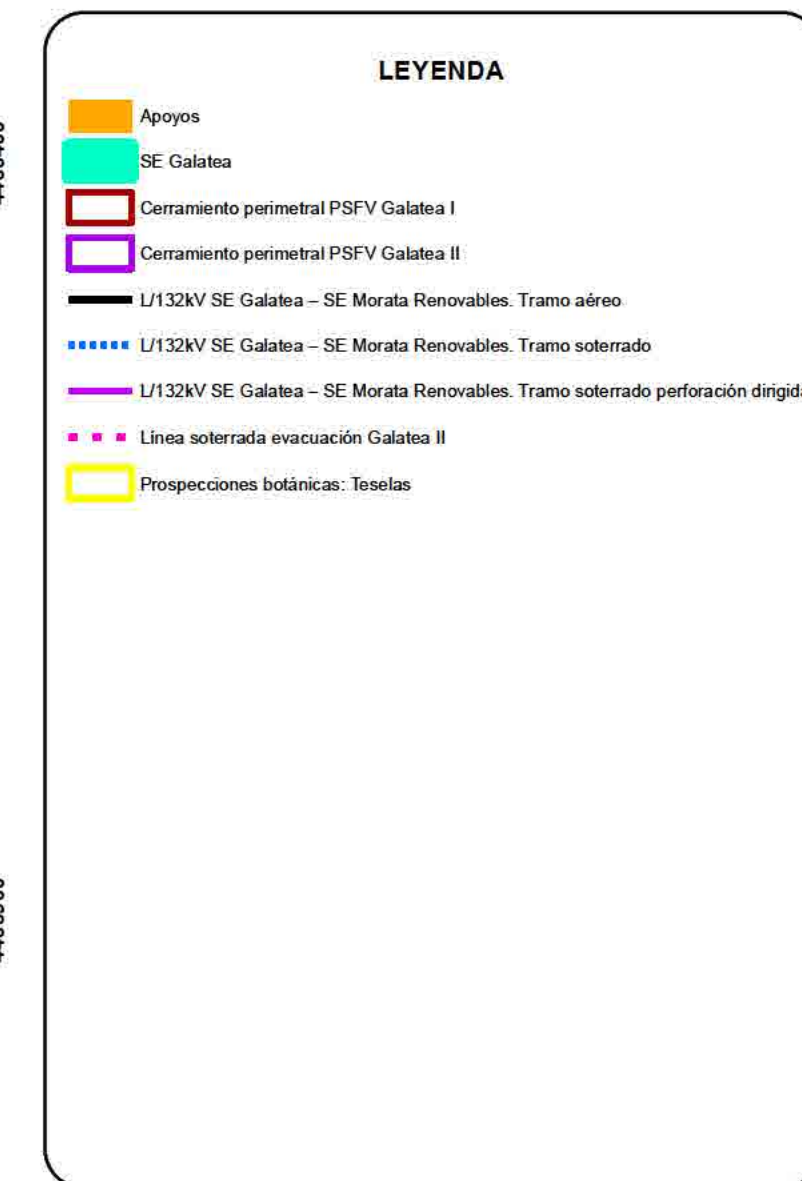 LEYENDA
Apoyos
SE Galatea
Cerramiento perimetral PSFV Galatea I
Cerramiento perimetral PSFV Galatea II
L/132kV SE Galatea – SE Morata Renovables. Tramo aéreo
L/132kV SE Galatea – SE Morata Renovables. Tramo soterrado
L/132kV SE Galatea – SE Morata Renovables. Tramo soterrado perforación dirigida
Línea soterrada evacuación Galatea II
Prospecciones botánicas: Teselas